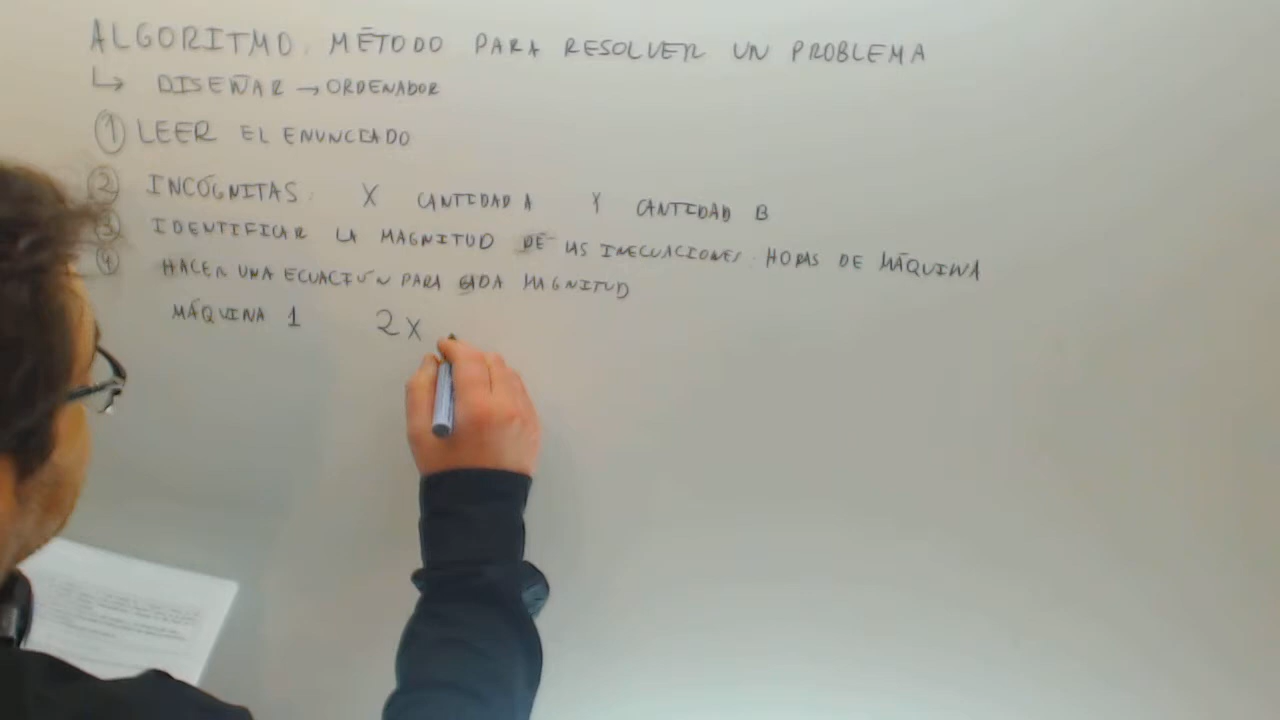 ALGORITMO: MÉTODO PARA RESOLVER UN PROBLEMA
↳ DISEÑAR → ORDENADOR
① LEER EL ENUNCIADO
② INCÓGNITAS: X CANTIDAD A Y CANTIDAD B
③ IDENTIFICAR LA MAGNITUD DE LAS INECUACIONES: HORAS DE MÁQUINA
④ HACER UNA ECUACIÓN PARA CADA MAGNITUD
MÁQUINA 1 2X